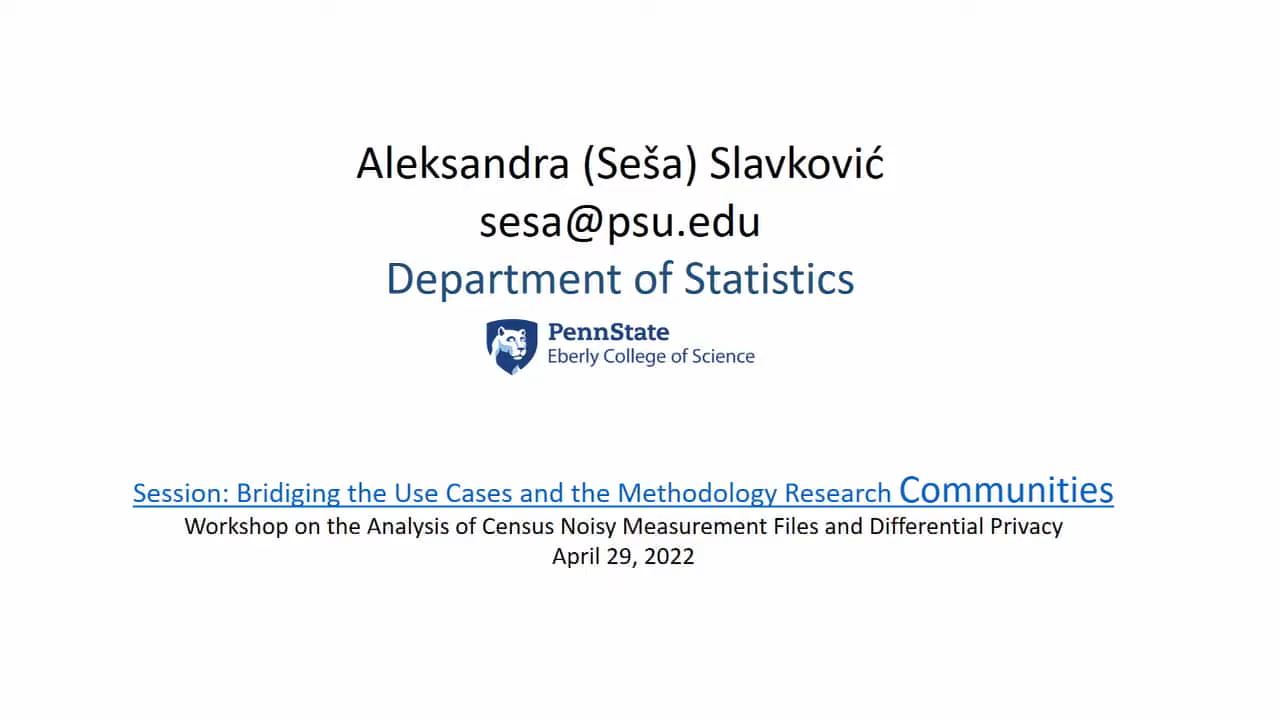 Aleksandra (Seša) Slavković
sesa@psu.edu
Department of Statistics
PennState
Eberly College of Science
Session: Bridiging the Use Cases and the Methodology Research Communities
Workshop on the Analysis of Census Noisy Measurement Files and Differential Privacy
April 29, 2022